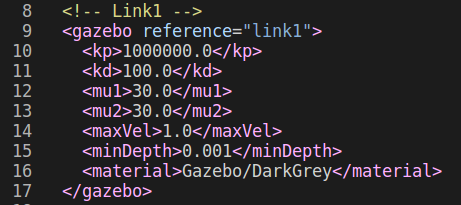 8 <!-- Link1 -->
9 <gazebo reference="link1">
10 <kp>1000000.0</kp>
11 <kd>100.0</kd>
12 <mu1>30.0</mu1>
13 <mu2>30.0</mu2>
14 <maxVel>1.0</maxVel>
15 <minDepth>0.001</minDepth>
16 <material>Gazebo/DarkGrey</material>
17 </gazebo>